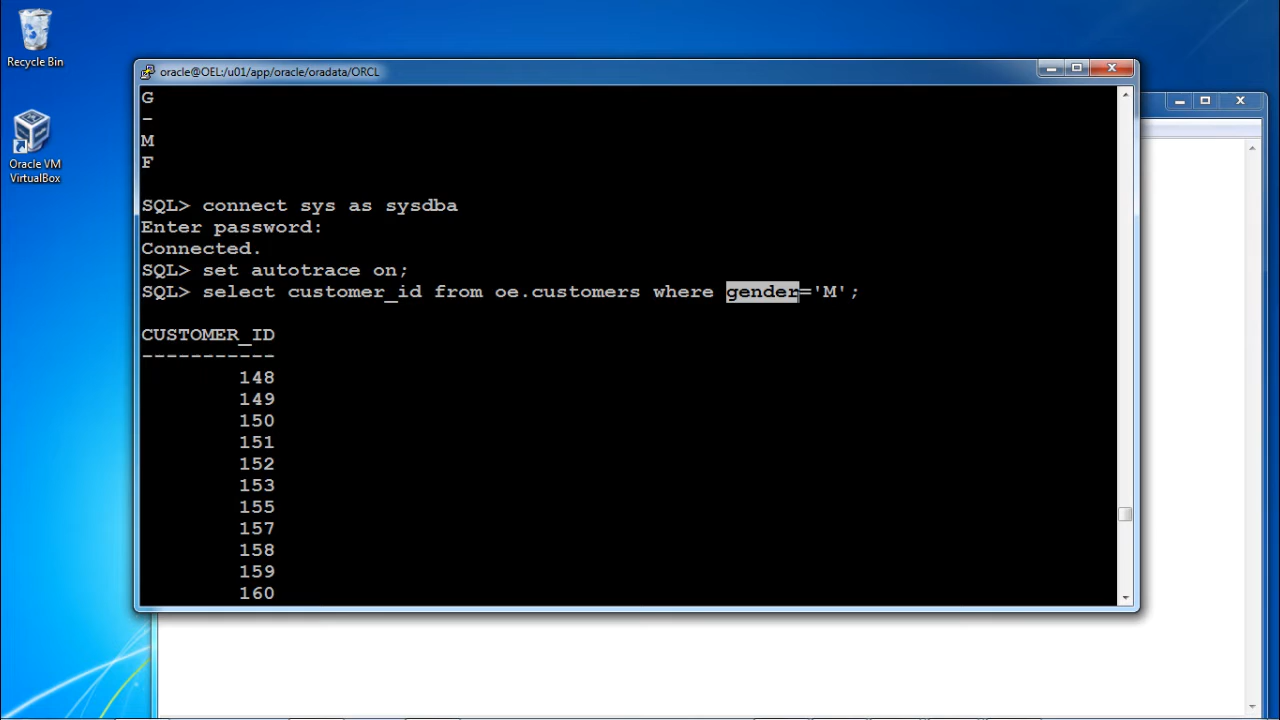 Recycle Bin
Oracle VM
VirtualBox
oracle@OEL:/u01/app/oracle/oradata/ORCL
G
-
M
F
SQL> connect sys as sysdba
Enter password:
Connected.
SQL> set autotrace on;
SQL> select customer_id from oe.customers where gender='M';
CUSTOMER_ID
-----------
148
149
150
151
152
153
155
157
158
159
160